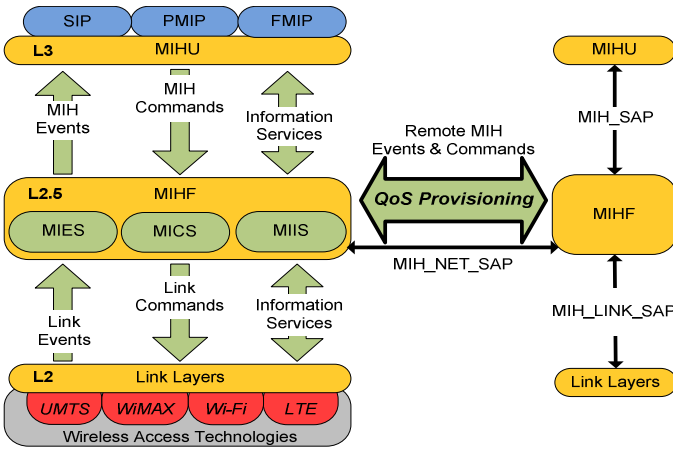 SIP
PMIP
FMIP
L3
MIHU
MIHU
MIH
Events
MIH
Commands
Information
Services
MIH_SAP
Remote MIH
Events & Commands
L2.5
MIHF
QoS Provisioning
MIHF
MIES
MICS
MIIS
MIH_NET_SAP
Link
Events
Link
Commands
Information
Services
MIH_LINK_SAP
L2
Link Layers
Link Layers
UMTS
WiMAX
Wi-Fi
LTE
Wireless Access Technologies